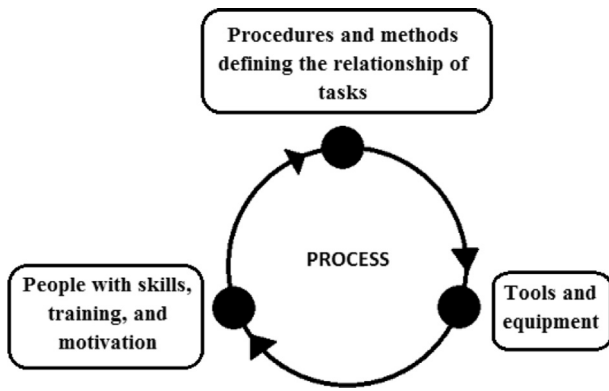 Procedures and methods
defining the relationship of
tasks
PROCESS
People with skills,
training, and
motivation
Tools and
equipment